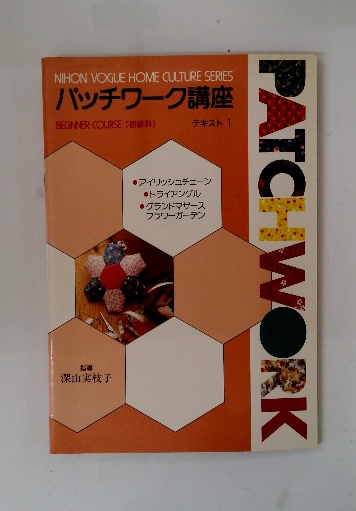 NIHON VOGUE HOME CULTURE SERIES
パッチワーク講座
BEGINNER COURSE〈初級科〉 テキスト 1
PATCHWORK
●アイリッシュチェーン
●トライアングル
●グランドマザース
フラワーガーデン
指導
深山実枝子